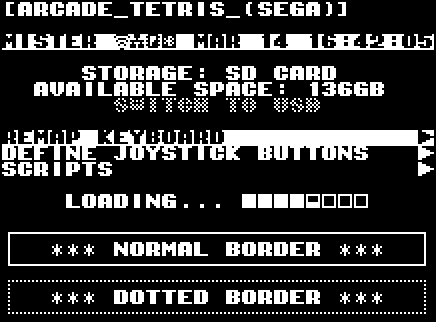 [ARCADE_TETRIS_(SEGA)]
MISTER MAR 14 16:42:05
STORAGE: SD CARD
AVAILABLE SPACE: 136GB
SWITCH TO USB
REMAP KEYBOARD
DEFINE JOYSTICK BUTTONS
SCRIPTS
LOADING...
*** NORMAL BORDER ***
*** DOTTED BORDER ***